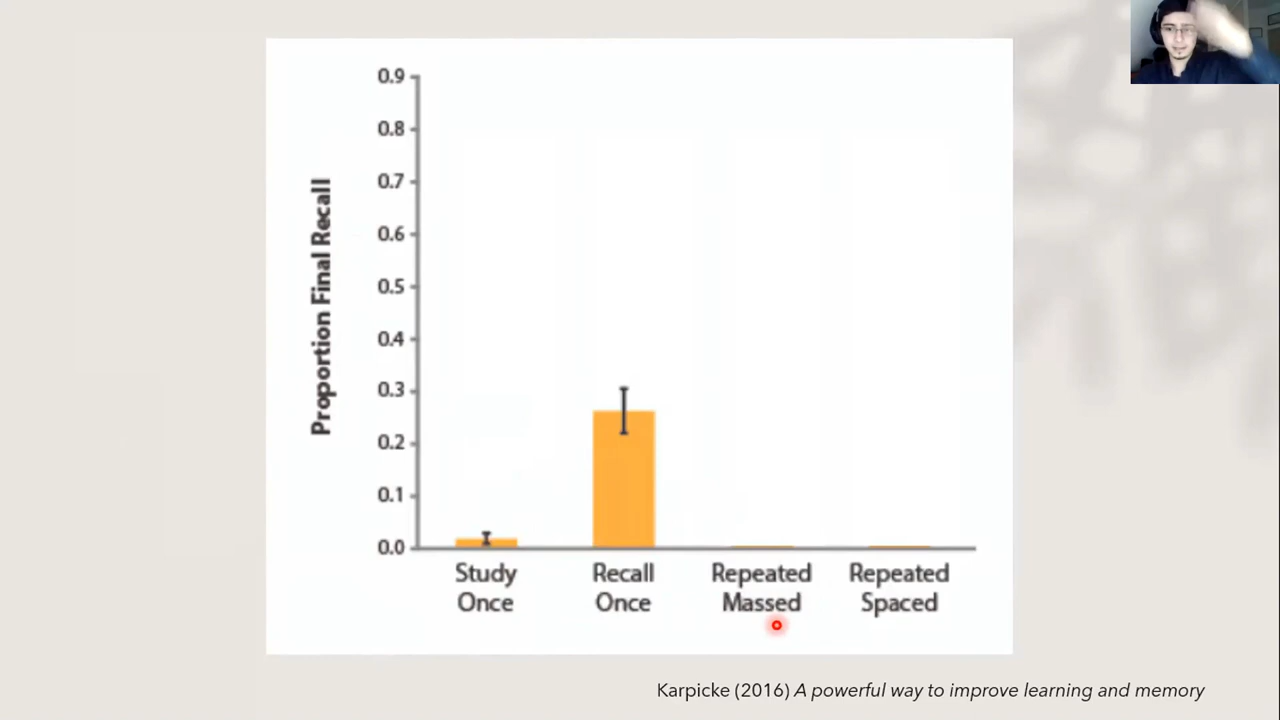 0.9
0.8
0.7
0.6
0.5
0.4
0.3
0.2
0.1
0.0
Proportion Final Recall
Study
Once
Recall
Once
Repeated
Massed
Repeated
Spaced
Karpicke (2016) A powerful way to improve learning and memory